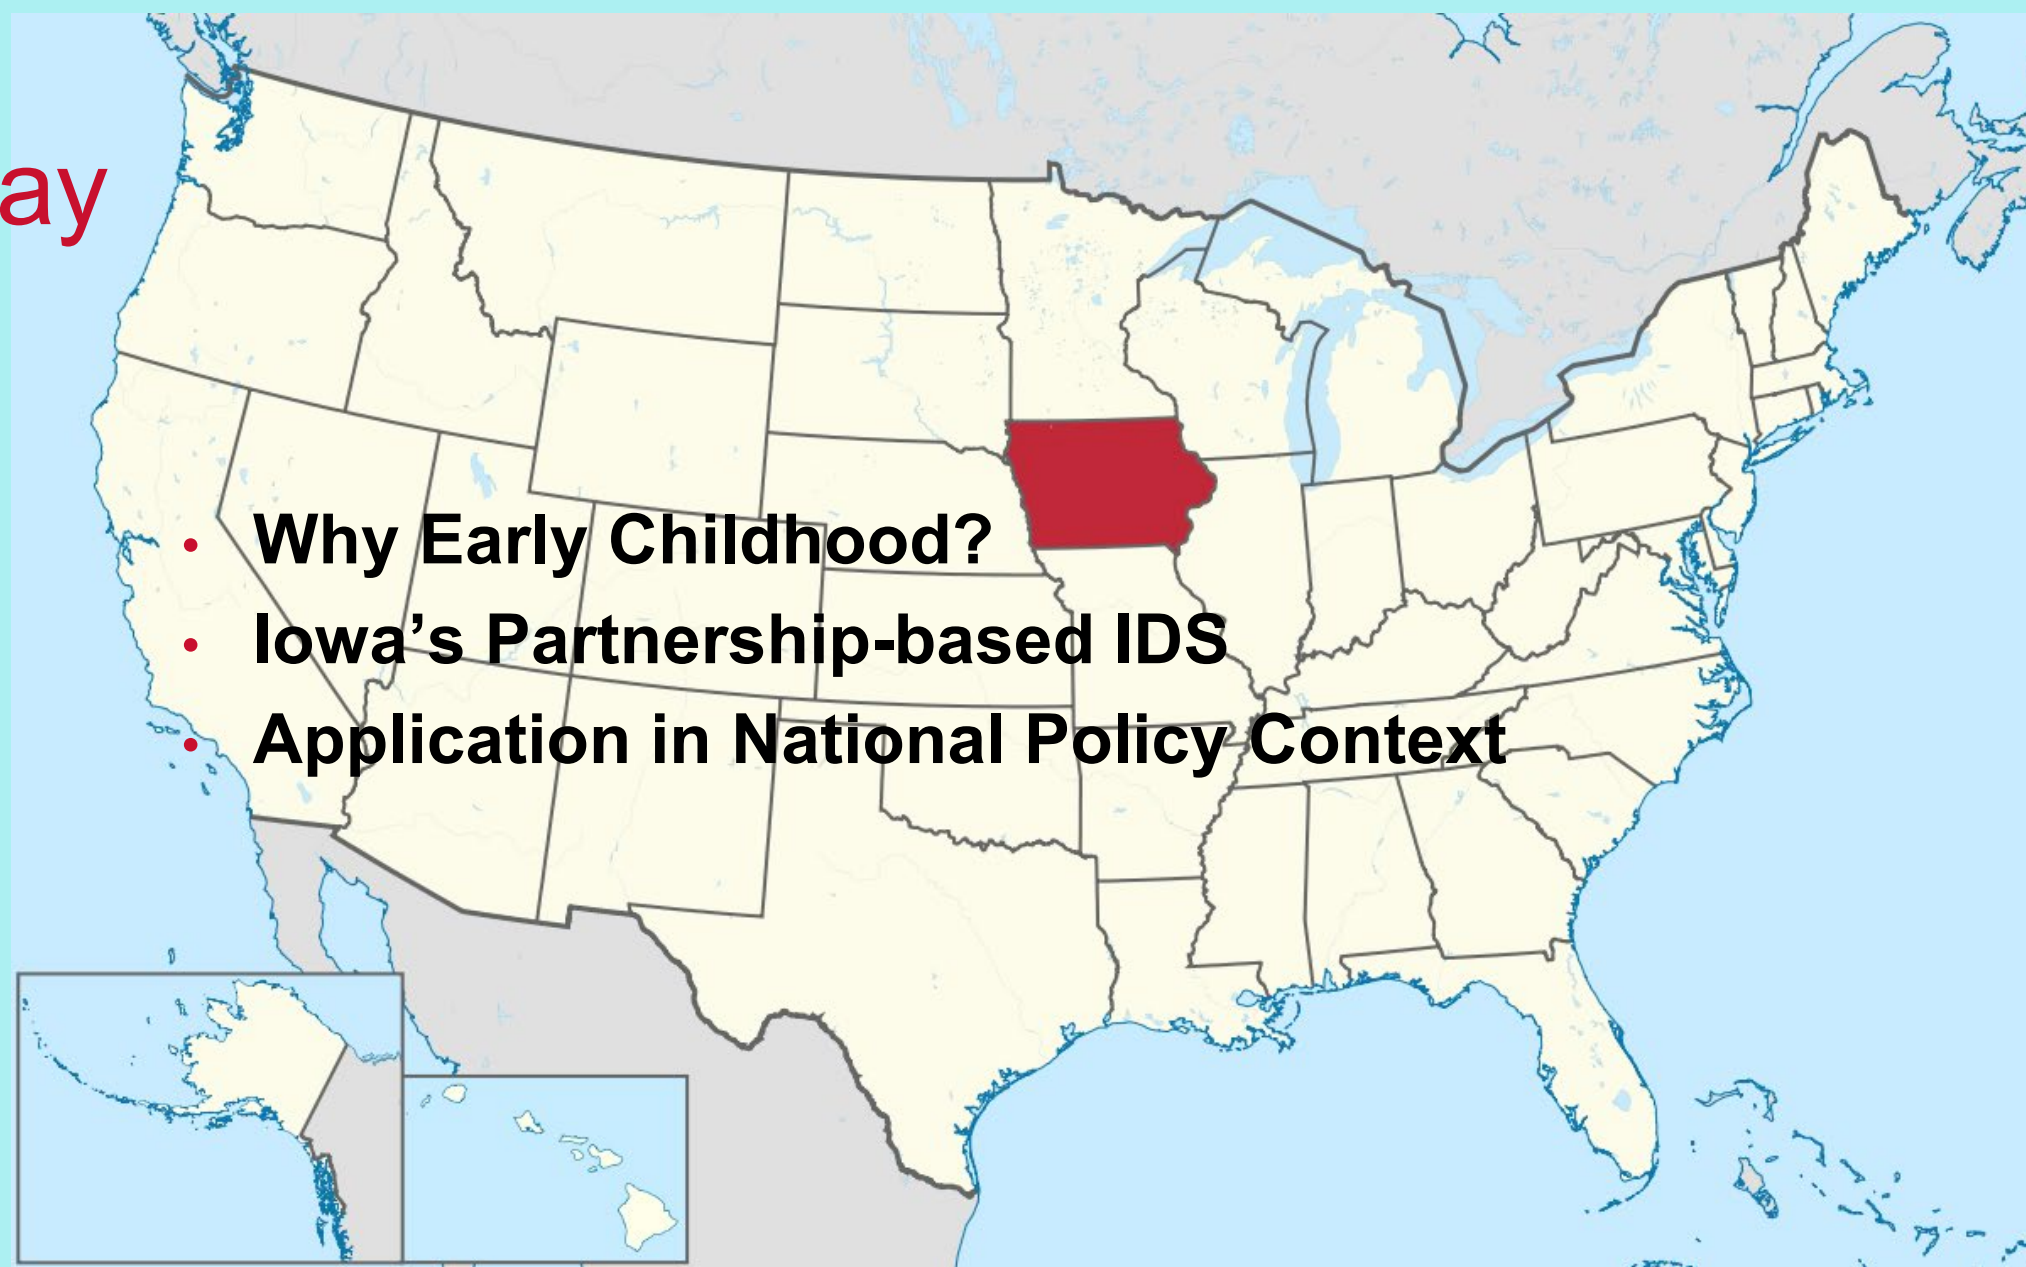 ay
• Why Early Childhood?
• Iowa’s Partnership-based IDS
• Application in National Policy Context